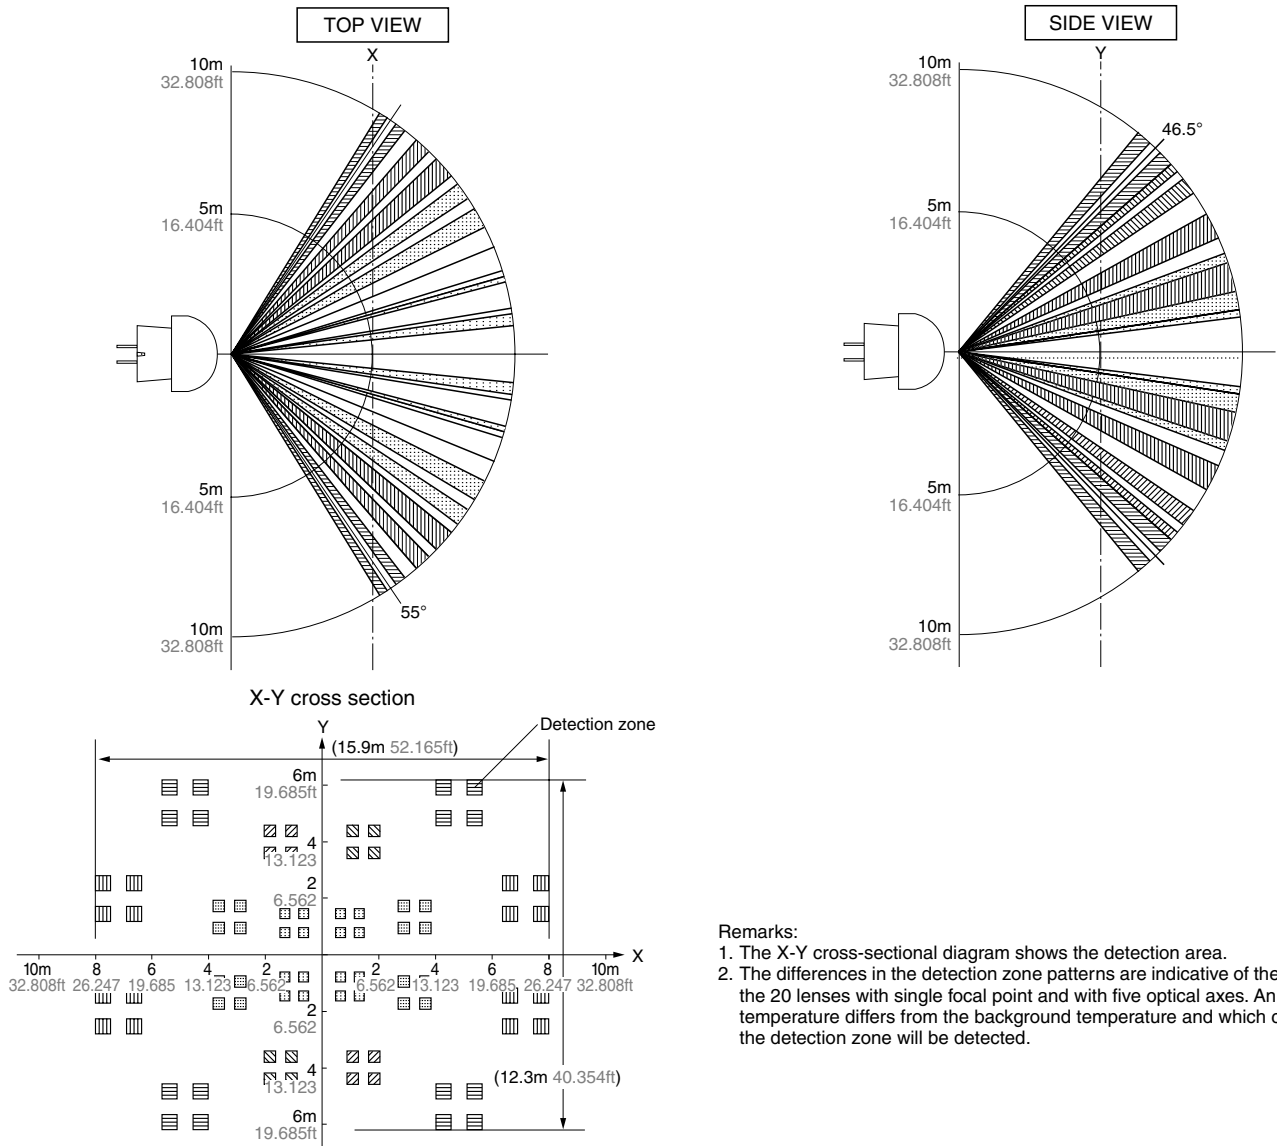 TOP VIEW
X
10m
32.808ft
5m
16.404ft
5m
16.404ft
55°
10m
32.808ft
SIDE VIEW
Y
10m
32.808ft
46.5°
5m
16.404ft
5m
16.404ft
10m
32.808ft
X-Y cross section
Y
Detection zone
(15.9m 52.165ft)
6m
19.685ft
4
13.123
2
6.562
X
10m 8 6 4 2 2 4 6 8 10m
32.808ft 26.247 19.685 13.123 6.562 6.562 13.123 19.685 26.247 32.808ft
2
6.562
4
13.123
(12.3m 40.354ft)
6m
19.685ft
Remarks:
1. The X-Y cross-sectional diagram shows the detection area.
2. The differences in the detection zone patterns are indicative of the
the 20 lenses with single focal point and with five optical axes. An
temperature differs from the background temperature and which
the detection zone will be detected.